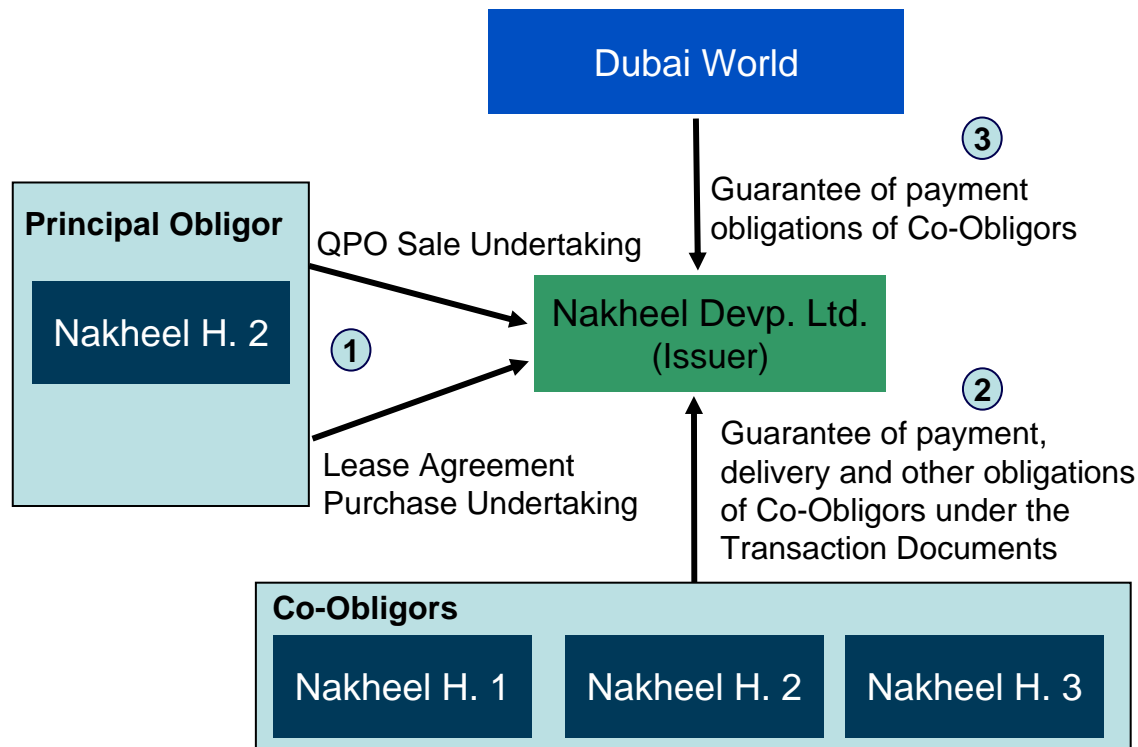 Dubai World
3
Guarantee of payment
obligations of Co-Obligors
Principal Obligor
QPO Sale Undertaking
Nakheel H. 2
1
Nakheel Devp. Ltd.
(Issuer)
Lease Agreement
Purchase Undertaking
2
Guarantee of payment,
delivery and other obligations
of Co-Obligors under the
Transaction Documents
Co-Obligors
Nakheel H. 1
Nakheel H. 2
Nakheel H. 3